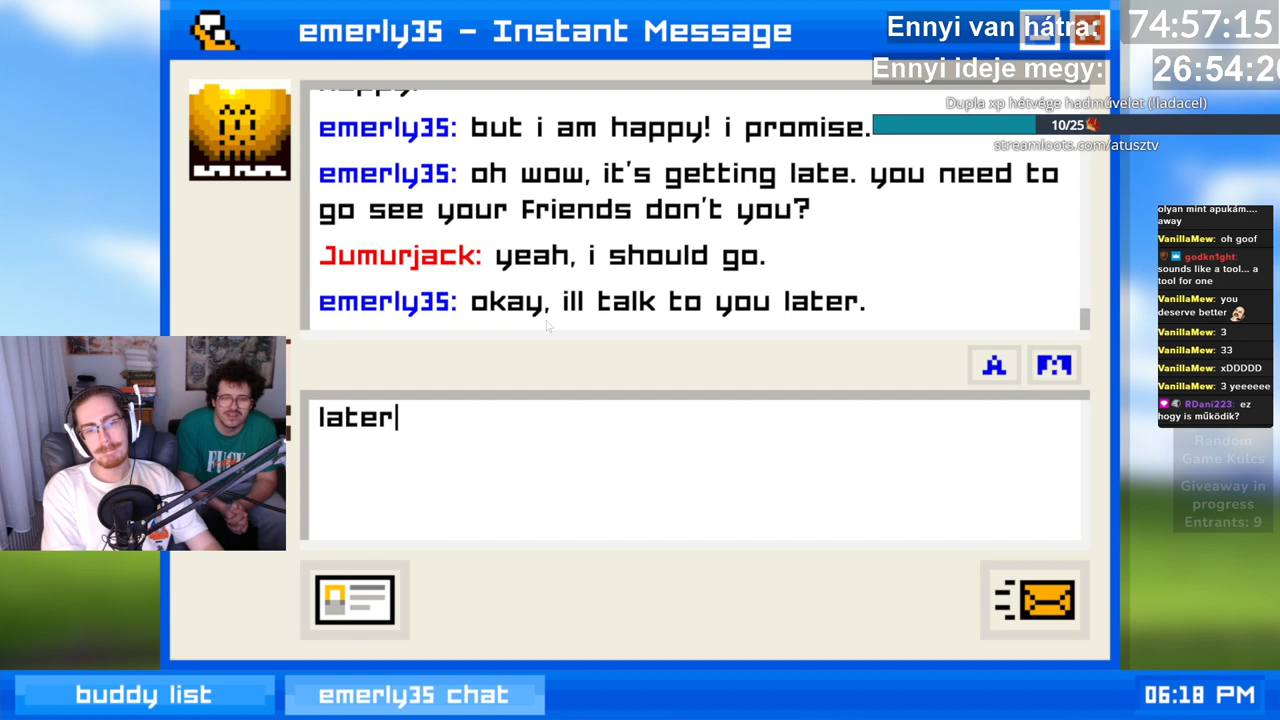 emerly35 - Instant Message
Ennyi van hátra:
74:57:15
Ennyi ideje megy:
26:54:20
Dupla xp hétvége hadművelet (!ladacel)
10/25
streamloots.com/atusztv
happy.
emerly35: but i am happy! i promise.
emerly35: oh wow, it's getting late. you need to
go see your friends don't you?
Jumurjack: yeah, i should go.
emerly35: okay, ill talk to you later.
A
later
olyan mint apukám....
away
VanillaMew: oh goof
godkn1ght:
sounds like a tool... a
tool for one
VanillaMew: you
deserve better
VanillaMew: 3
VanillaMew: 33
VanillaMew: xDDDDD
VanillaMew: 3 yeeeeee
RDani223: ez
hogy is működik?
Random
Game Kulcs
Giveaway in
progress
Entrants: 9
buddy list
emerly35 chat
06:18 PM